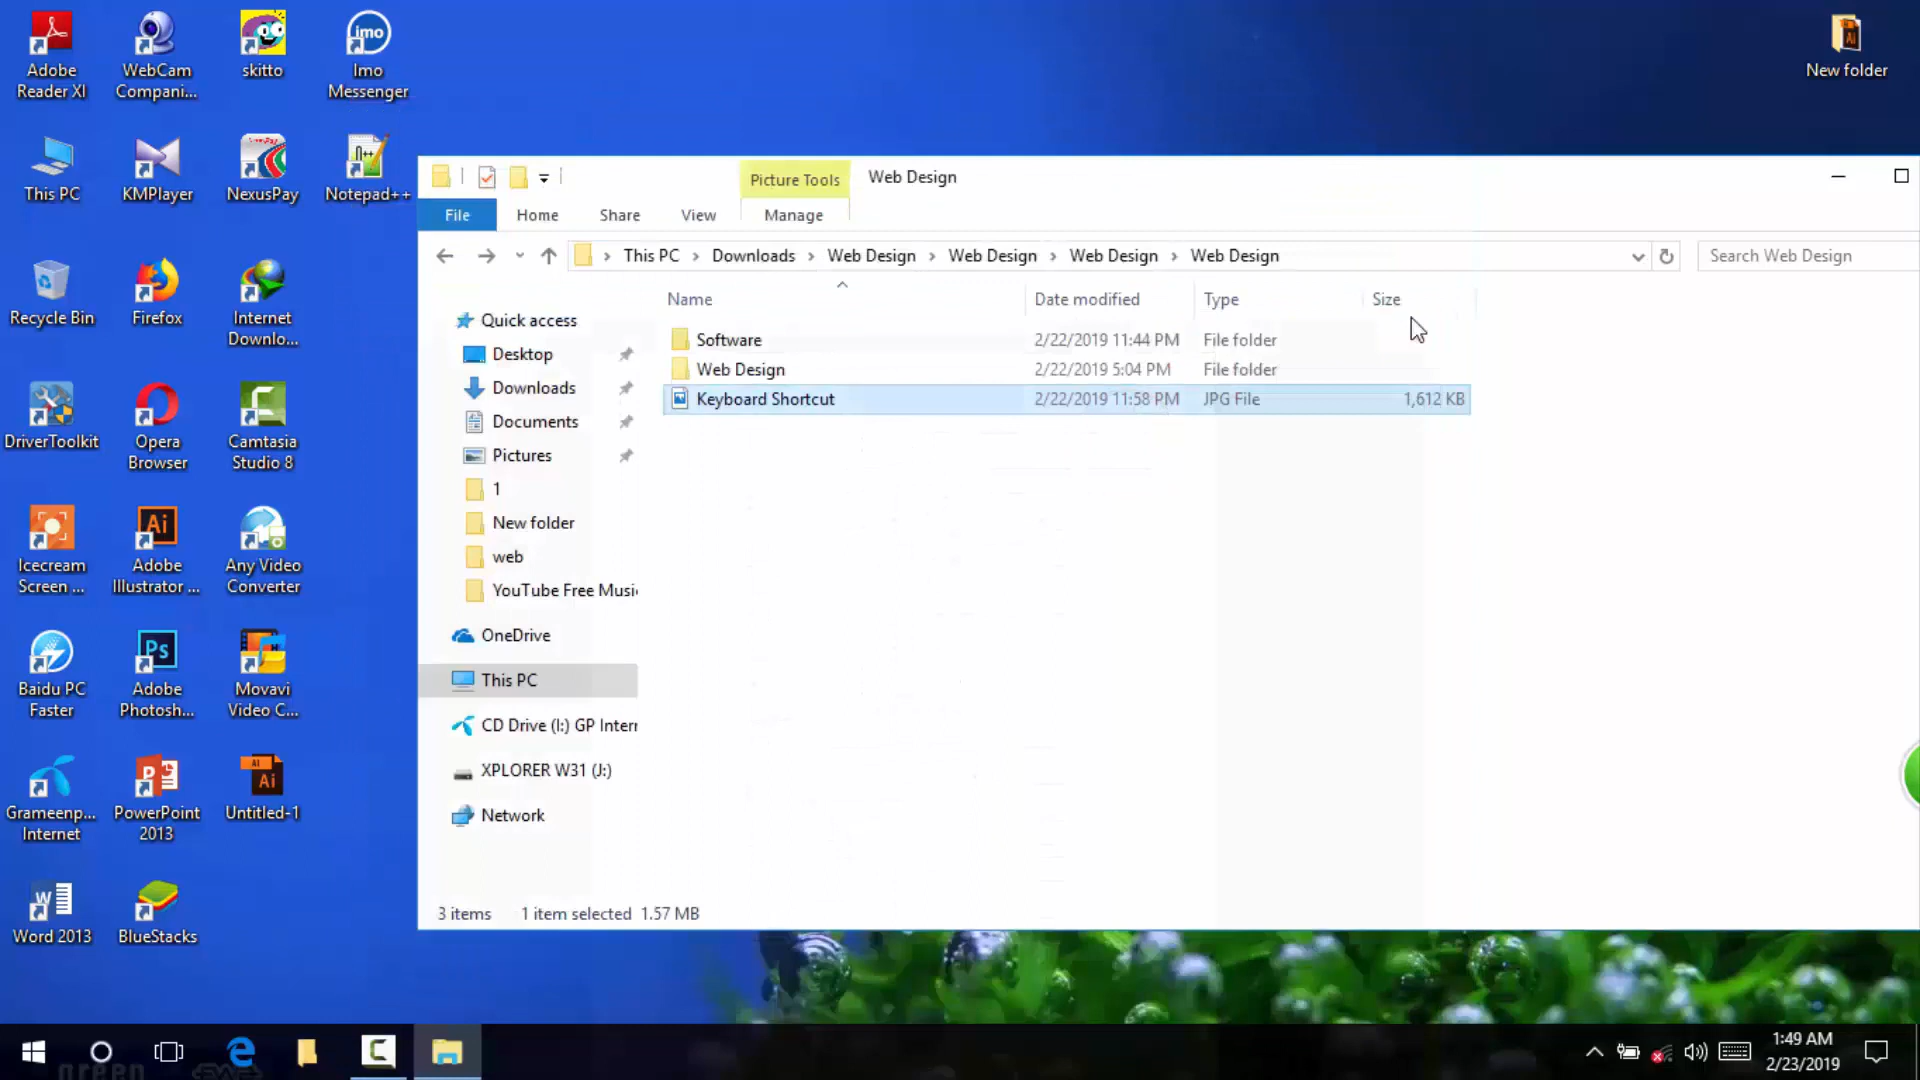 Adobe
Reader XI
WebCam
Compani...
skitto
imo
Imo
Messenger
New folder
This PC
KMPlayer
NexusPay
Notepad++
Recycle Bin
Firefox
Internet
Downlo...
DriverToolkit
Opera
Browser
Camtasia
Studio 8
Icecream
Screen ...
Ai
Adobe
Illustrator ...
Any Video
Converter
Baidu PC
Faster
Ps
Adobe
Photosh...
Movavi
Video C...
Grameenp...
Internet
PowerPoint
2013
Ai
Untitled-1
Word 2013
BlueStacks
Picture Tools
Web Design
File
Home
Share
View
Manage
This PC
Downloads
Web Design
Web Design
Web Design
Web Design
Search Web Design
Name
Date modified
Type
Size
Software
2/22/2019 11:44 PM
File folder
Web Design
2/22/2019 5:04 PM
File folder
Keyboard Shortcut
2/22/2019 11:58 PM
JPG File
1,612 KB
Quick access
Desktop
Downloads
Documents
Pictures
1
New folder
web
YouTube Free Musi
OneDrive
This PC
CD Drive (I:) GP Inter
XPLORER W31 (J:)
Network
3 items
1 item selected 1.57 MB
1:49 AM
2/23/2019